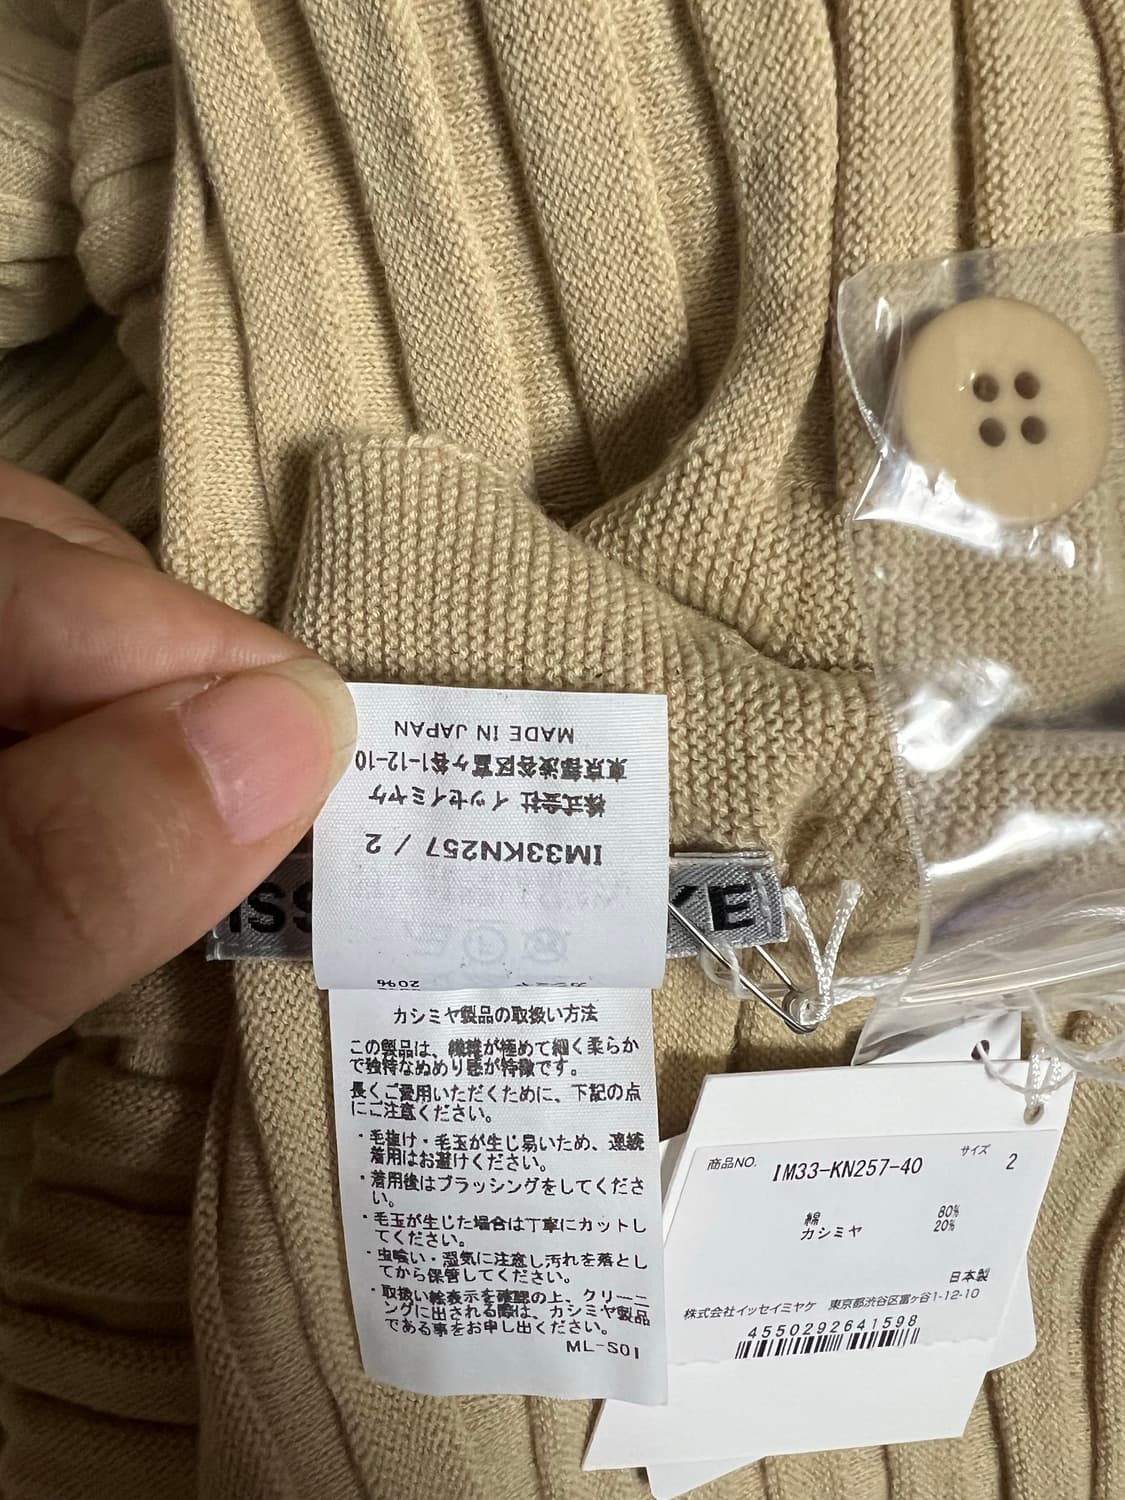 MADE IN JAPAN
東京都渋谷区富ヶ谷1-12-10
株式会社 イッセイミヤケ
IM33KN257 / 2
ISS
YKE
カシミヤ
20%
カシミヤ製品の取扱い方法
この製品は、繊維が極めて細く柔らか
で独特なぬめり感が特徴です。
長くご愛用いただくために、下記の点
にご注意ください。
・毛抜け・毛玉が生じ易いため、連続
着用はお避けください。
・着用後はブラッシングをしてくださ
い。
・毛玉が生じた場合は丁寧にカットし
てください。
・虫喰い・湿気に注意し汚れを落とし
てから保管してください。
・取扱い絵表示を確認の上、クリーニ
ングに出される際は、カシミヤ製品
である事をお申し出ください。
ML-S01
商品NO. IM33-KN257-40 サイズ 2
綿 80%
カシミヤ 20%
日本製
株式会社イッセイミヤケ 東京都渋谷区富ヶ谷1-12-10
4550292641598